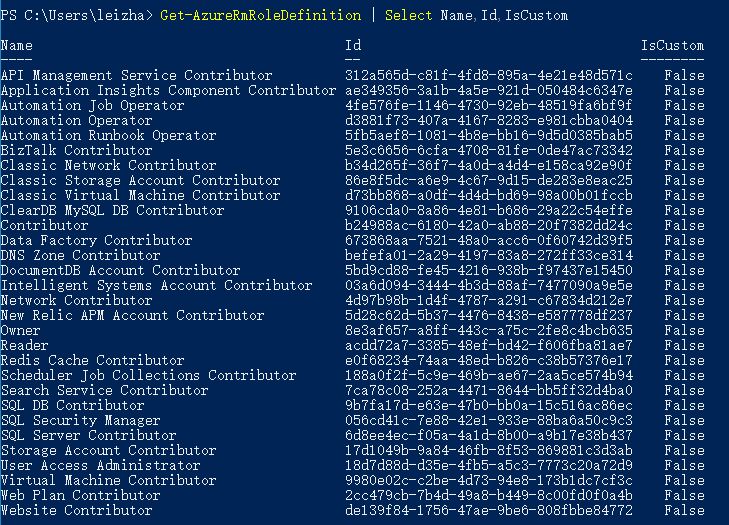 PS C:\Users\leizha> Get-AzureRmRoleDefinition | Select Name,Id,IsCustom
Name Id IsCustom
---- -- --------
API Management Service Contributor 312a565d-c81f-4fd8-895a-4e21e48d571c False
Application Insights Component Contributor ae349356-3a1b-4a5e-921d-050484c6347e False
Automation Job Operator 4fe576fe-1146-4730-92eb-48519fa6bf9f False
Automation Operator d3881f73-407a-4167-8283-e981cbba0404 False
Automation Runbook Operator 5fb5aef8-1081-4b8e-bb16-9d5d0385bab5 False
BizTalk Contributor 5e3c6656-6cfa-4708-81fe-0de47ac73342 False
Classic Network Contributor b34d265f-36f7-4a0d-a4d4-e158ca92e90f False
Classic Storage Account Contributor 86e8f5dc-a6e9-4c67-9d15-de283e8eac25 False
Classic Virtual Machine Contributor d73bb868-a0df-4d4d-bd69-98a00b01fccb False
ClearDB MySQL DB Contributor 9106cda0-8a86-4e81-b686-29a22c54effe False
Contributor b24988ac-6180-42a0-ab88-20f7382dd24c False
Data Factory Contributor 673868aa-7521-48a0-acc6-0f60742d39f5 False
DNS Zone Contributor befefa01-2a29-4197-83a8-272ff33ce314 False
DocumentDB Account Contributor 5bd9cd88-fe45-4216-938b-f97437e15450 False
Intelligent Systems Account Contributor 03a6d094-3444-4b3d-88af-7477090a9e5e False
Network Contributor 4d97b98b-1d4f-4787-a291-c67834d212e7 False
New Relic APM Account Contributor 5d28c62d-5b37-4476-8438-e587778df237 False
Owner 8e3af657-a8ff-443c-a75c-2fe8c4bcb635 False
Reader acdd72a7-3385-48ef-bd42-f606fba81ae7 False
Redis Cache Contributor e0f68234-74aa-48ed-b826-c38b57376e17 False
Scheduler Job Collections Contributor 188a0f2f-5c9e-469b-ae67-2aa5ce574b94 False
Search Service Contributor 7ca78c08-252a-4471-8644-bb5ff32d4ba0 False
SQL DB Contributor 9b7fa17d-e63e-47b0-bb0a-15c516ac86ec False
SQL Security Manager 056cd41c-7e88-42e1-933e-88ba6a50c9c3 False
SQL Server Contributor 6d8ee4ec-f05a-4a1d-8b00-a9b17e38b437 False
Storage Account Contributor 17d1049b-9a84-46fb-8f53-869881c3d3ab False
User Access Administrator 18d7d88d-d35e-4fb5-a5c3-7773c20a72d9 False
Virtual Machine Contributor 9980e02c-c2be-4d73-94e8-173b1dc7cf3c False
Web Plan Contributor 2cc479cb-7b4d-49a8-b449-8c00fd0f0a4b False
Website Contributor de139f84-1756-47ae-9be6-808fbbe84772 False